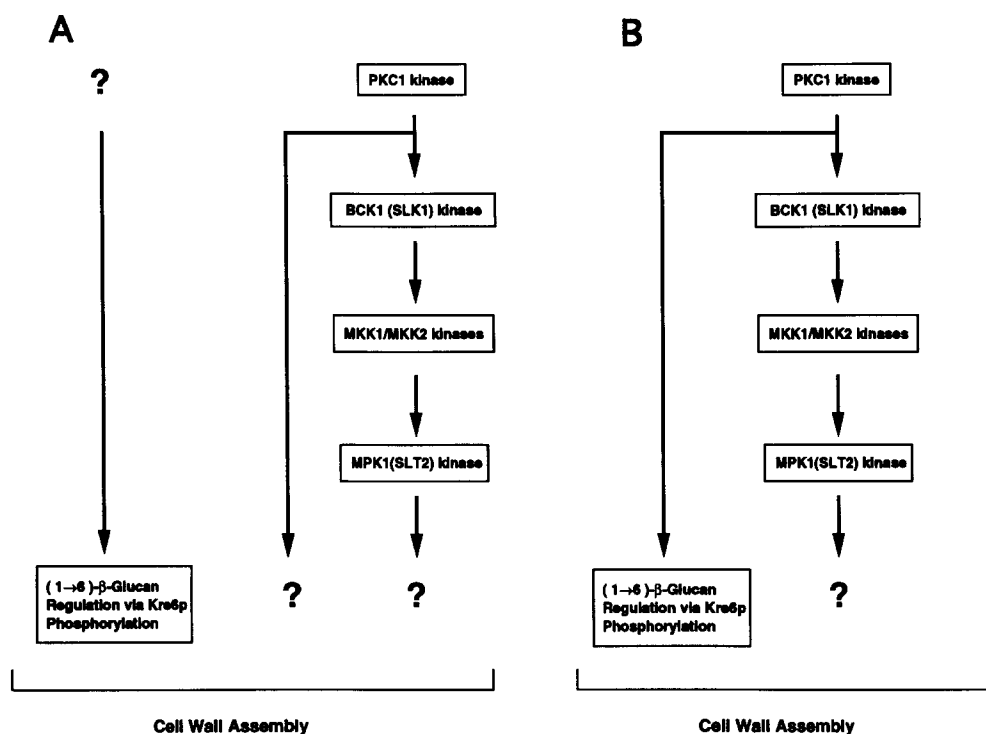 A
?
PKC1 kinase
BCK1 (SLK1) kinase
MKK1/MKK2 kinases
MPK1(SLT2) kinase
( 1→6 )-β-Glucan
Regulation via Kre6p
Phosphorylation
?
?
Cell Wall Assembly
B
PKC1 kinase
BCK1 (SLK1) kinase
MKK1/MKK2 kinases
MPK1(SLT2) kinase
( 1→6 )-β-Glucan
Regulation via Kre6p
Phosphorylation
?
Cell Wall Assembly